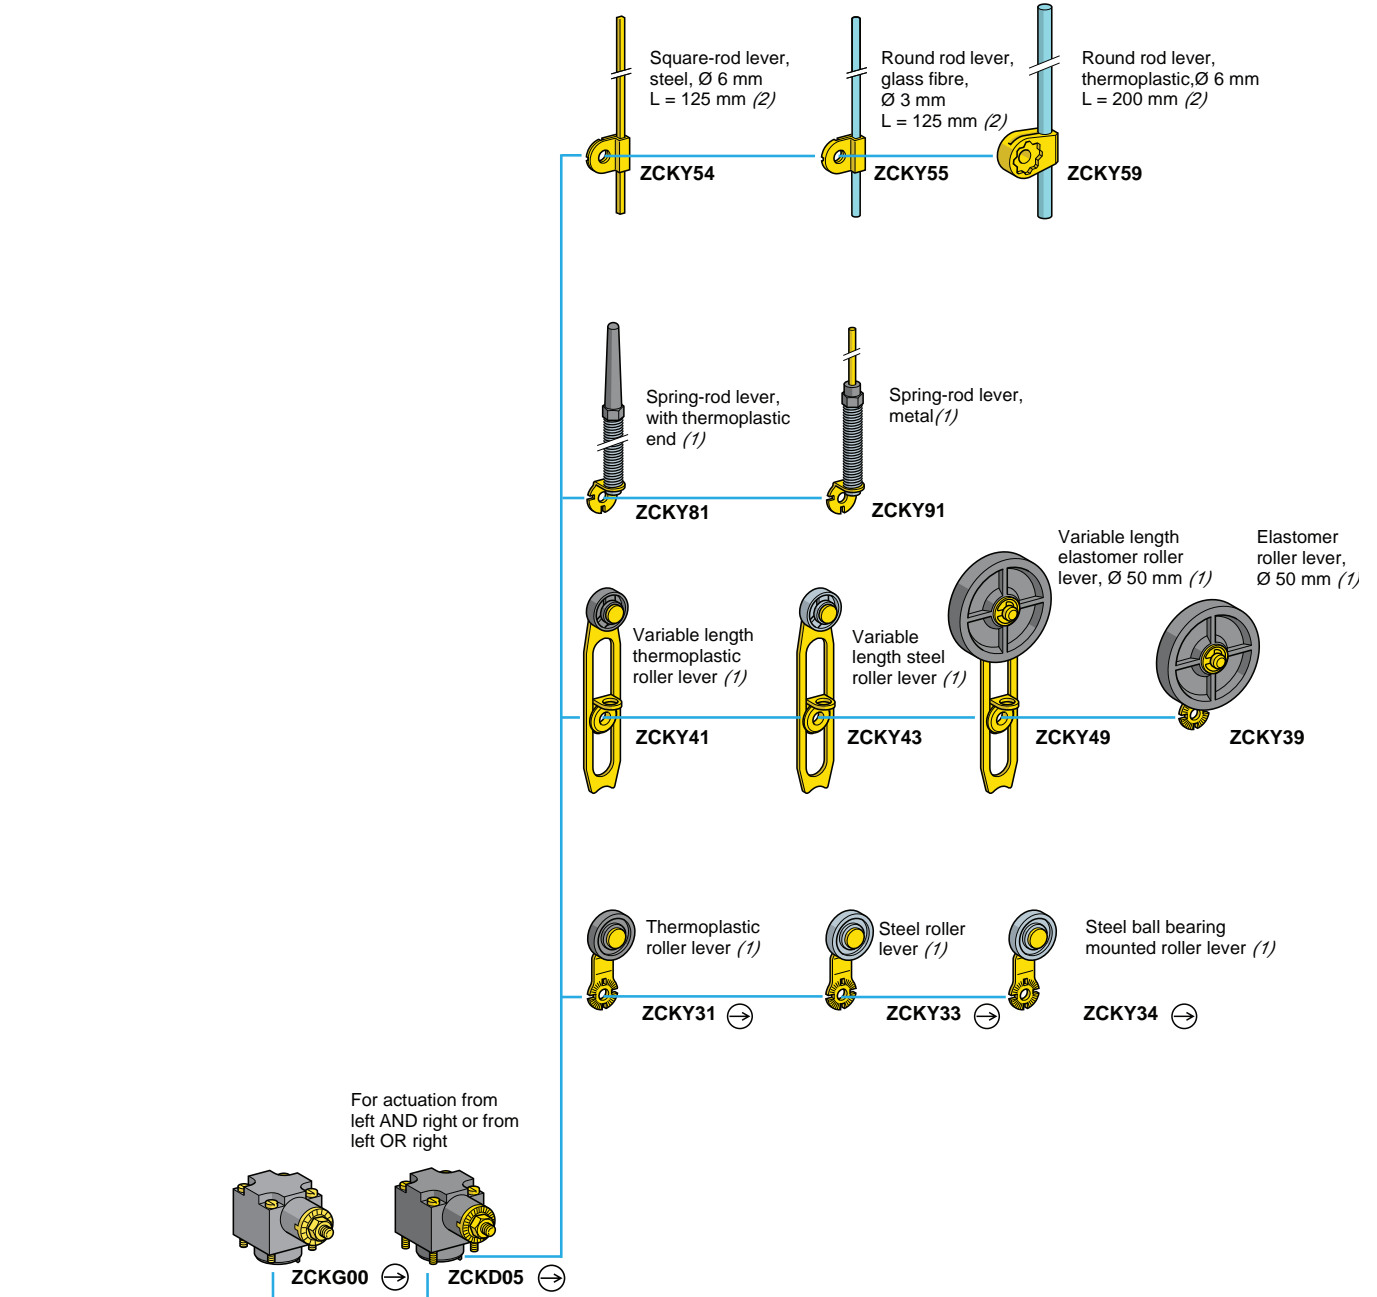 Square-rod lever,
steel, Ø 6 mm
L = 125 mm (2)
ZCKY54
Round rod lever,
glass fibre,
Ø 3 mm
L = 125 mm (2)
ZCKY55
Round rod lever,
thermoplastic,Ø 6 mm
L = 200 mm (2)
ZCKY59
Spring-rod lever,
with thermoplastic
end (1)
ZCKY81
Spring-rod lever,
metal(1)
ZCKY91
Variable length
thermoplastic
roller lever (1)
ZCKY41
Variable
length steel
roller lever (1)
ZCKY43
Variable length
elastomer roller
lever, Ø 50 mm (1)
ZCKY49
Elastomer
roller lever,
Ø 50 mm (1)
ZCKY39
Thermoplastic
roller lever (1)
ZCKY31
Steel roller
lever (1)
ZCKY33
Steel ball bearing
mounted roller lever (1)
ZCKY34
For actuation from
left AND right or from
left OR right
ZCKG00
ZCKD05